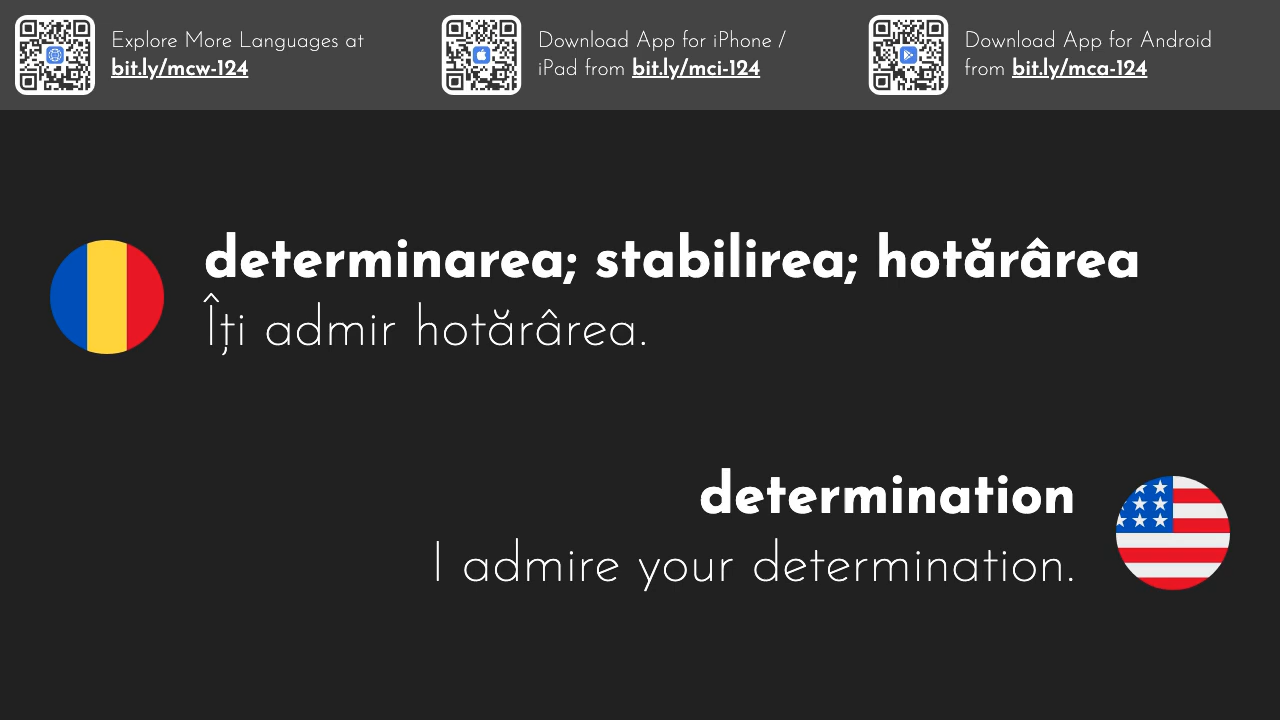 Explore More Languages at
bit.ly/mcw-124
Download App for iPhone /
iPad from bit.ly/mci-124
Download App for Android
from bit.ly/mca-124
determinarea; stabilirea; hotărârea
Îți admir hotărârea.
determination
I admire your determination.